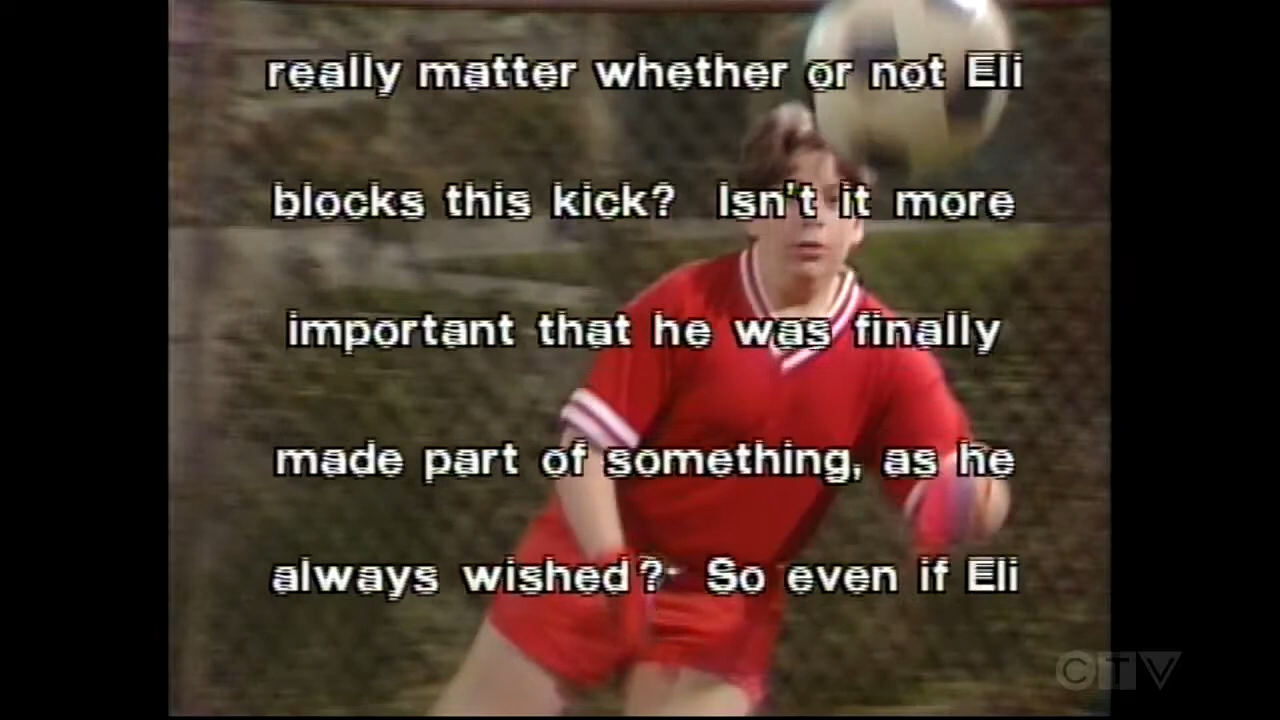 really matter whether or not Eli
blocks this kick? Isn't it more
important that he was finally
made part of something, as he
always wished? So even if Eli
CTV